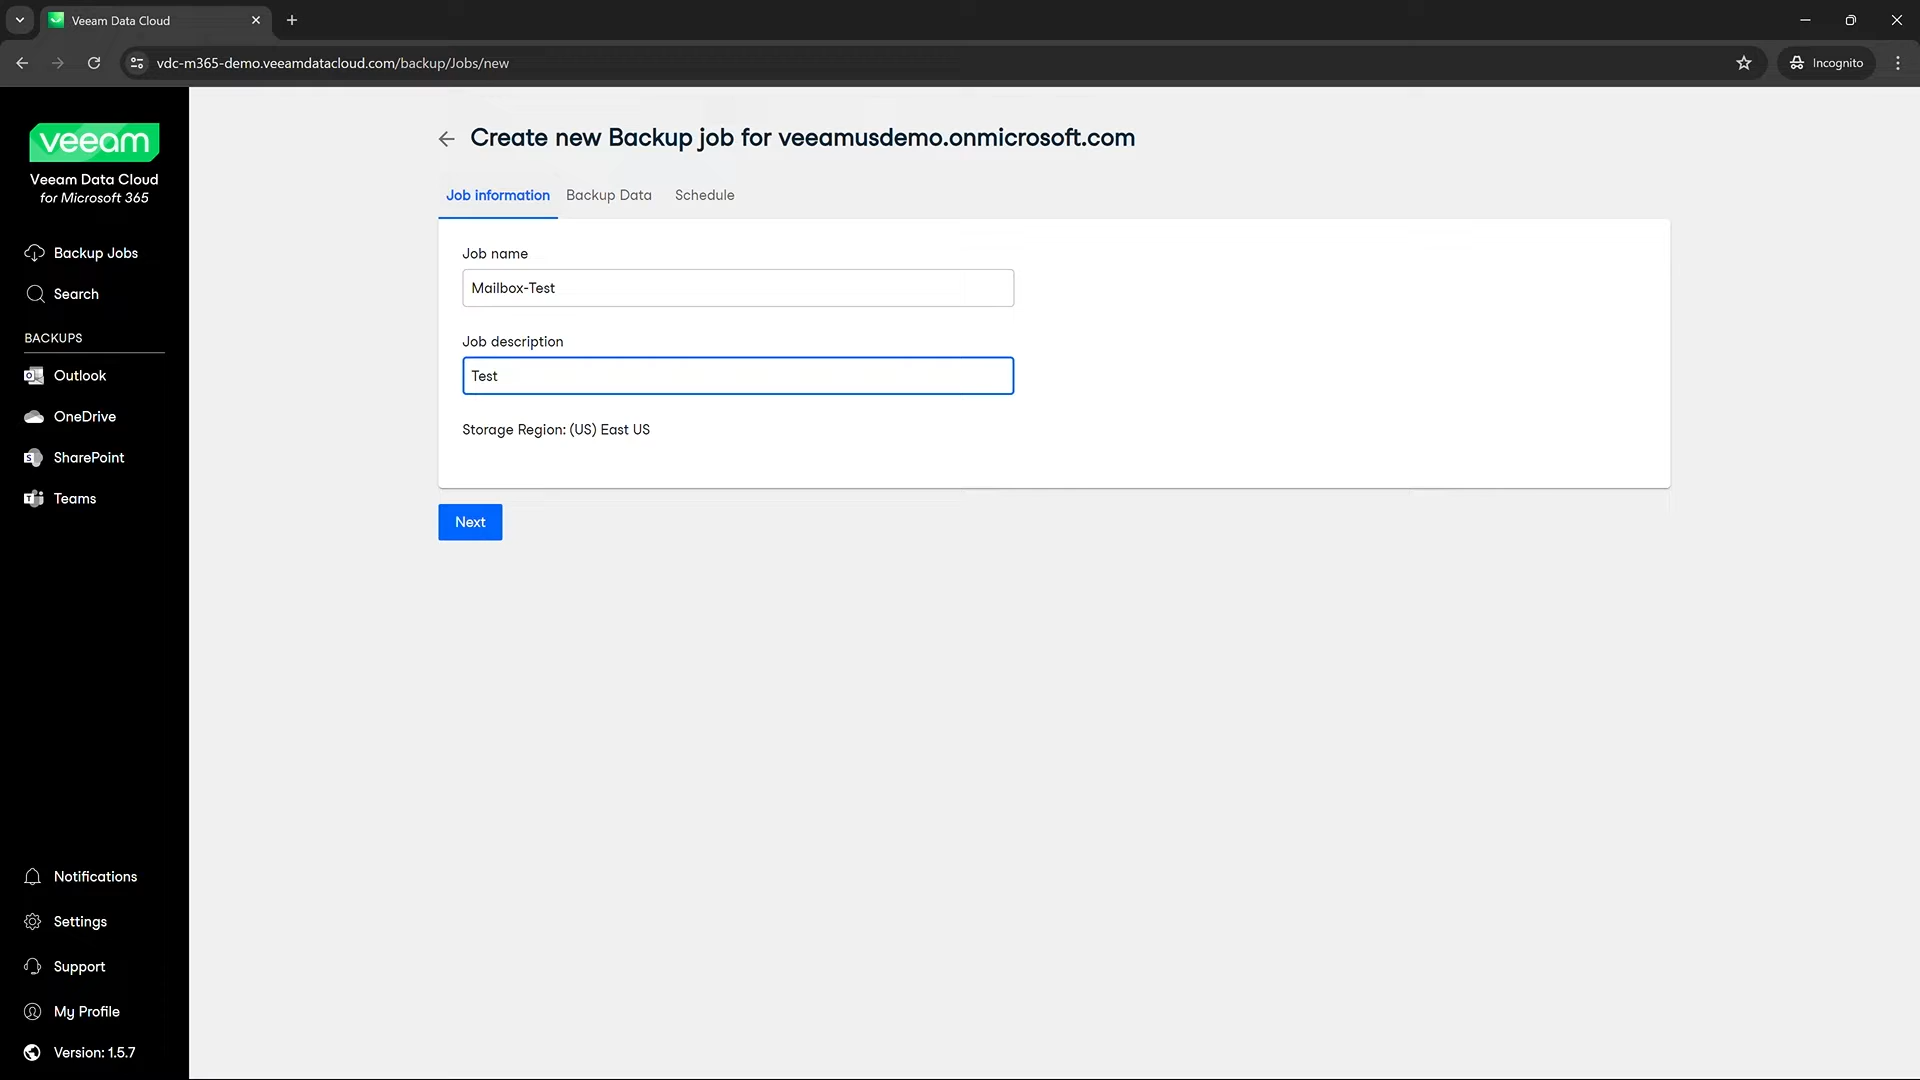 Veeam Data Cloud
vdc-m365-demo.veeamdatacloud.com/backup/Jobs/new
Incognito
veeam
Veeam Data Cloud
for Microsoft 365
Backup Jobs
Search
BACKUPS
Outlook
OneDrive
SharePoint
Teams
Notifications
Settings
Support
My Profile
Version: 1.5.7
Create new Backup job for veeamusdemo.onmicrosoft.com
Job information Backup Data Schedule
Job name
Mailbox-Test
Job description
Test
Storage Region: (US) East US
Next